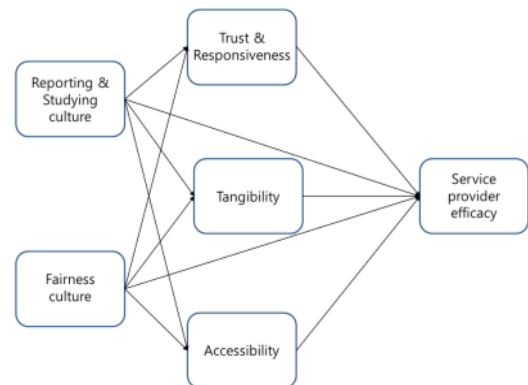 Trust &
Responsiveness
Reporting &
Studying
culture
Tangibility
Service
provider
efficacy
Fairness
culture
Accessibility